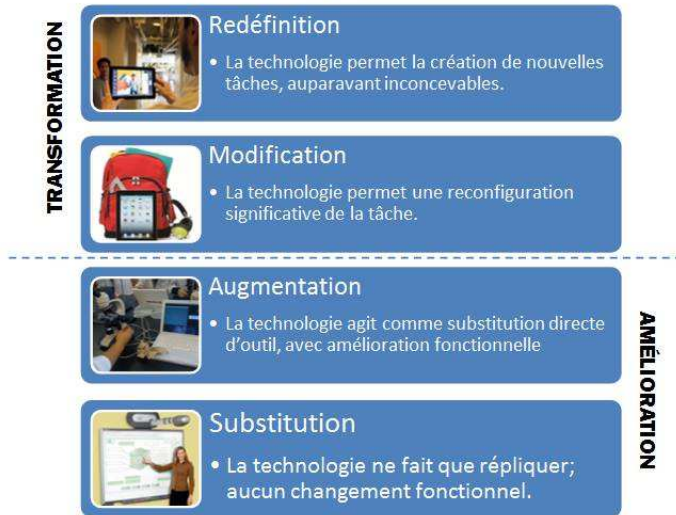 TRANSFORMATION
Redéfinition
• La technologie permet la création de nouvelles
tâches, auparavant inconcevables.
Modification
• La technologie permet une reconfiguration
significative de la tâche.
AMÉLIORATION
Augmentation
• La technologie agit comme substitution directe
d'outil, avec amélioration fonctionnelle
Substitution
• La technologie ne fait que répliquer;
aucun changement fonctionnel.